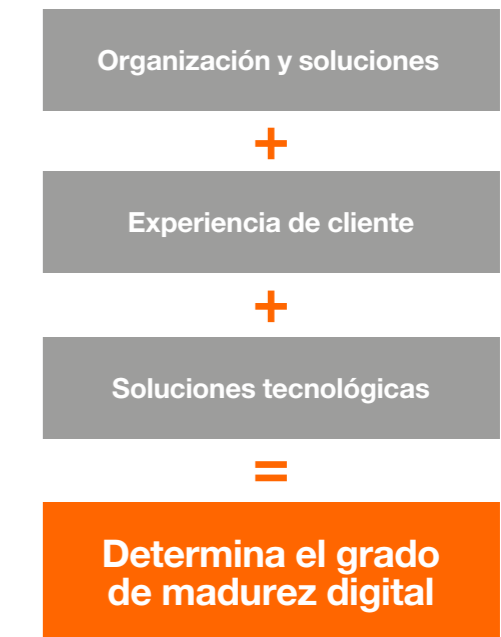 Organización y soluciones
+
Experiencia de cliente
+
Soluciones tecnológicas
=
Determina el grado
de madurez digital